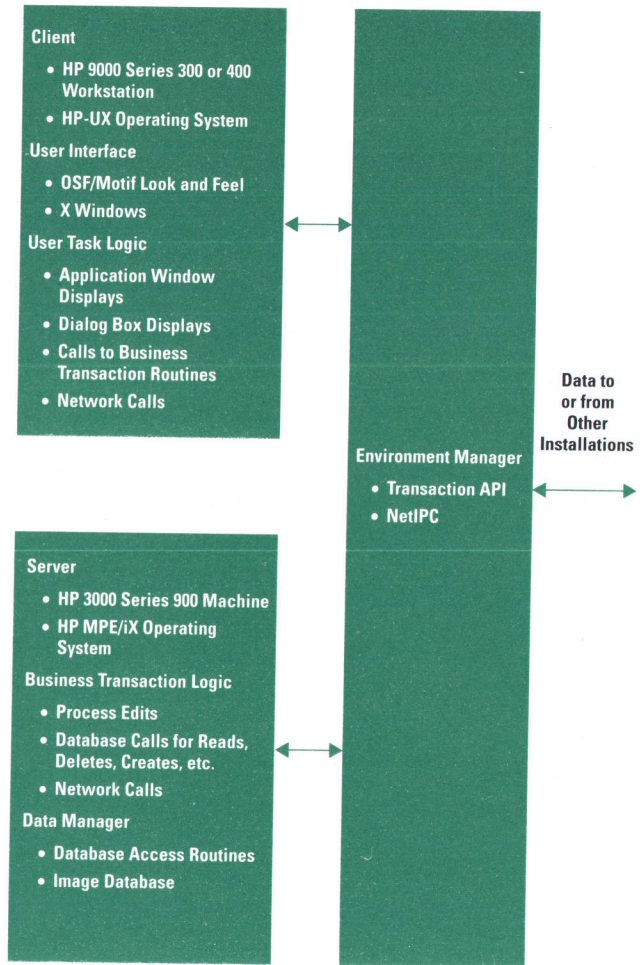 Client
• HP 9000 Series 300 or 400
Workstation
• HP-UX Operating System
User Interface
• OSF/Motif Look and Feel
• X Windows
User Task Logic
• Application Window
Displays
• Dialog Box Displays
• Calls to Business
Transaction Routines
• Network Calls
Server
• HP 3000 Series 900 Machine
• HP MPE/iX Operating
System
Business Transaction Logic
• Process Edits
• Database Calls for Reads,
Deletes, Creates, etc.
• Network Calls
Data Manager
• Database Access Routines
• Image Database
Environment Manager
• Transaction API
• NetIPC
Data to
or from
Other
Installations